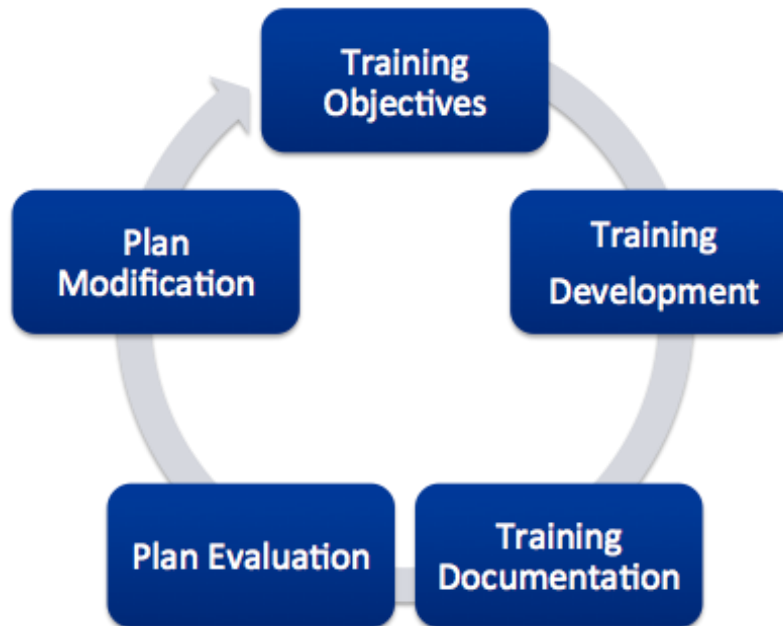 Training
Objectives
Training
Development
Training
Documentation
Plan Evaluation
Plan
Modification